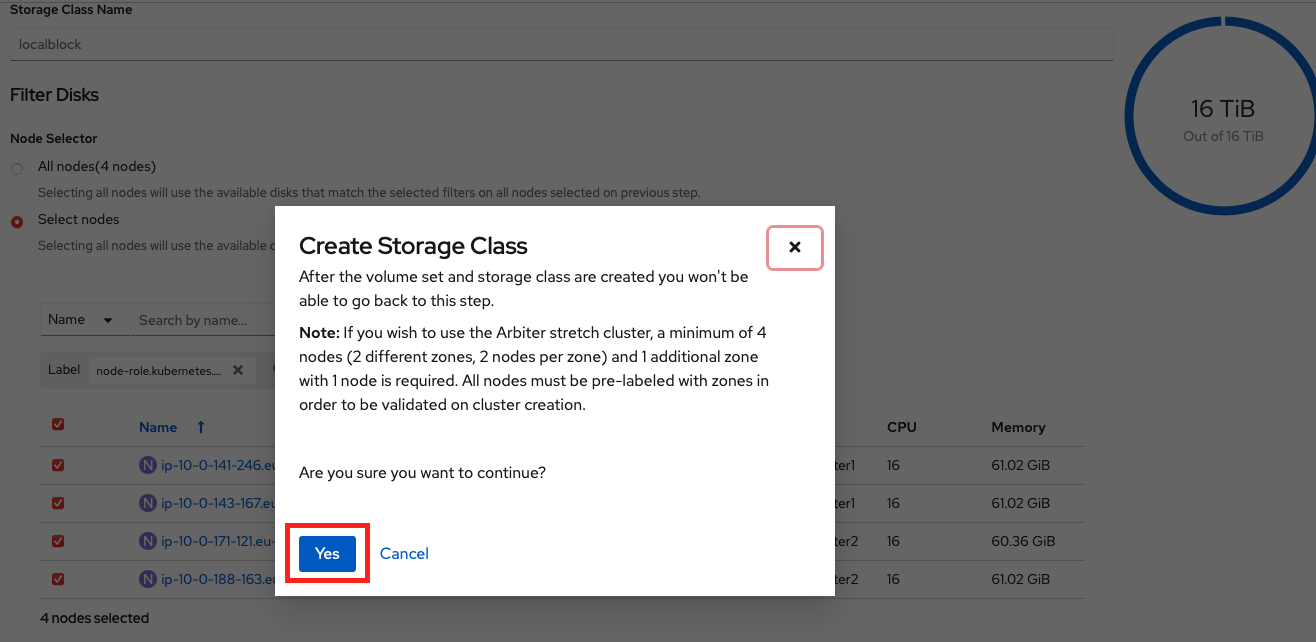 Storage Class Name
localblock
16 TiB
Out of 16 TiB
Filter Disks
Node Selector
All nodes(4 nodes)
Selecting all nodes will use the available disks that match the selected filters on all nodes selected on previous step.
Select nodes
Selecting all nodes will use the available
Create Storage Class
After the volume set and storage class are created you won't be
able to go back to this step.
Note: If you wish to use the Arbiter stretch cluster, a minimum of 4
nodes (2 different zones, 2 nodes per zone) and 1 additional zone
with 1 node is required. All nodes must be pre-labeled with zones in
order to be validated on cluster creation.
Are you sure you want to continue?
Yes Cancel
Name Search by name...
Label node-role.kubernetes....
Name CPU Memory
N ip-10-0-141-246.eu ter1 16 61.02 GiB
N ip-10-0-143-167.eu ter1 16 61.02 GiB
N ip-10-0-171-121.eu- ter2 16 60.36 GiB
N ip-10-0-188-163.eu ter2 16 61.02 GiB
4 nodes selected